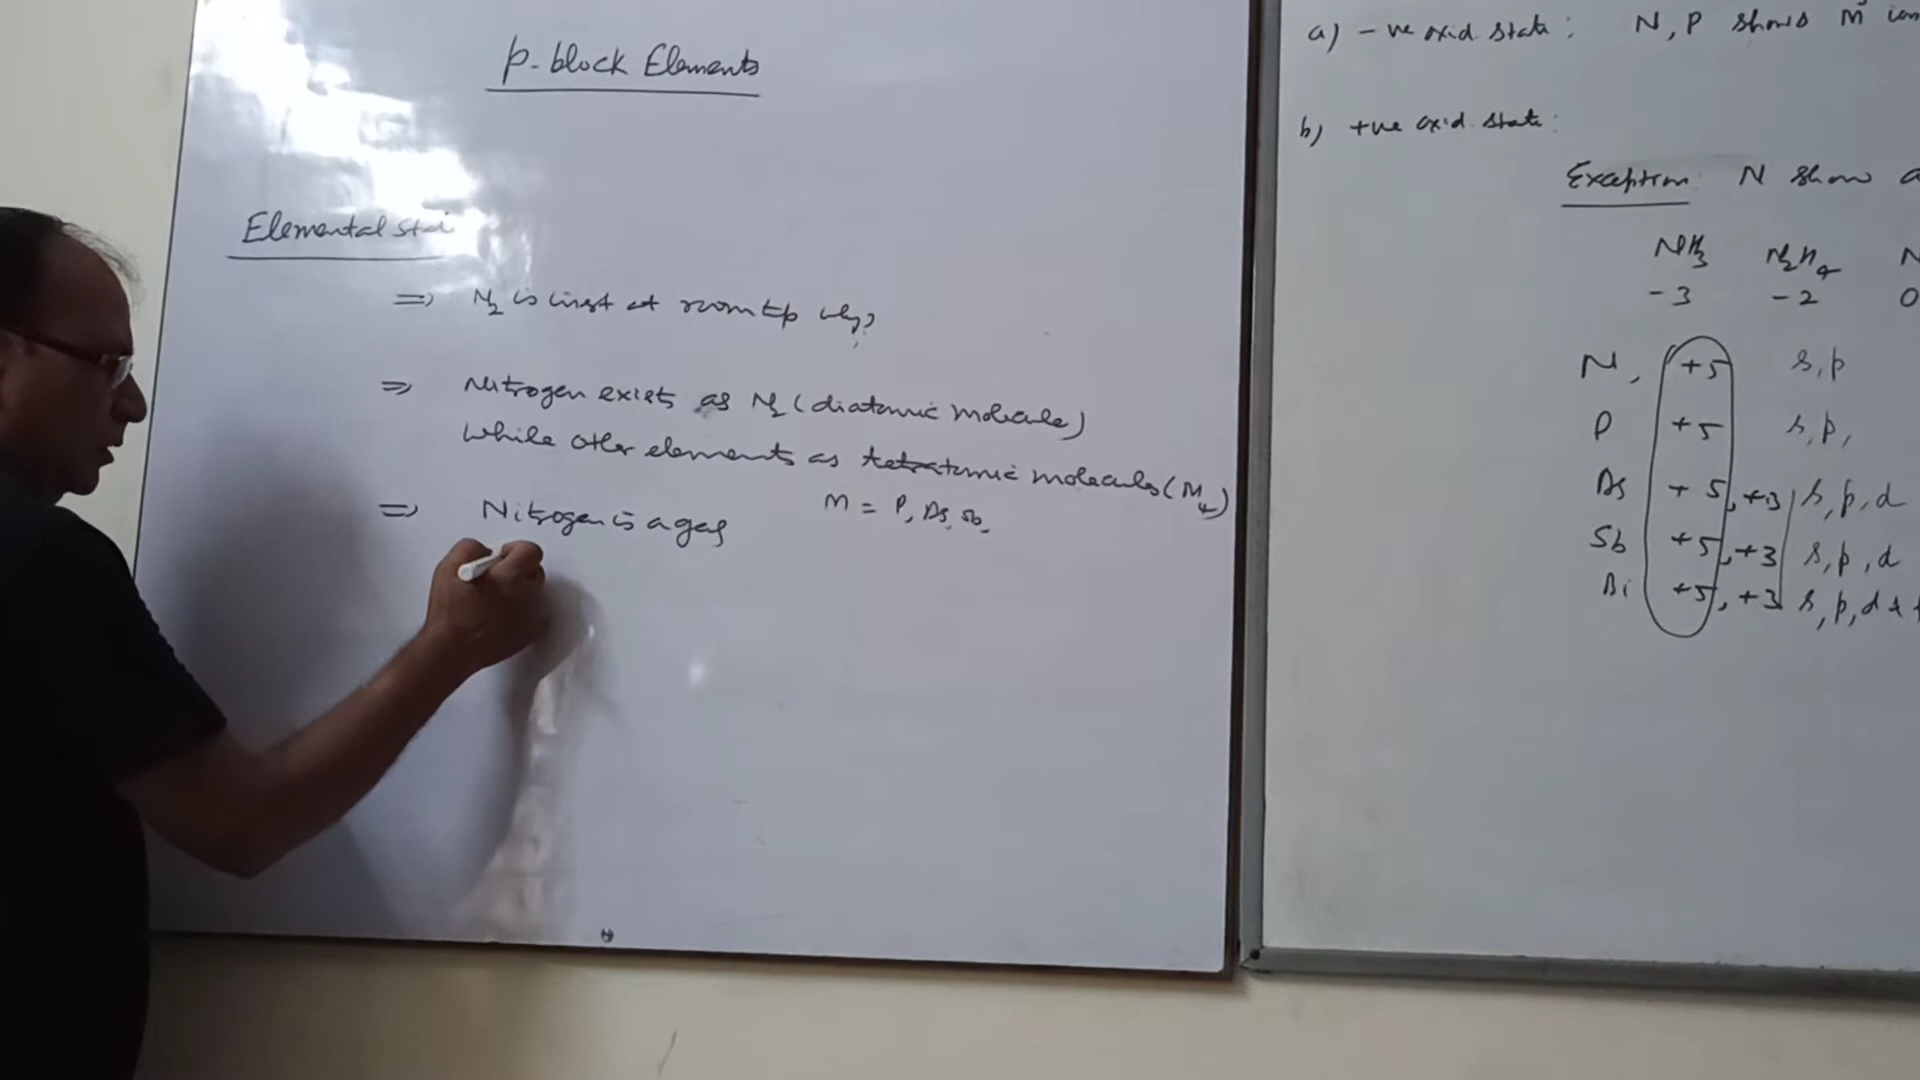 p-block Elements
Elemental sta
⇒ N2 is inert at room tp why?
⇒ Nitrogen exists as N2 (diatomic molecule)
While other elements as tetratomic molecules (M4)
M = P, As, Sb,
⇒ Nitrogen is a gas
a) -ve oxid state : N, P shows M
b) +ve oxid. state :
Exception N show
NH3 N2H4 N
-3 -2 0
N, +5 s,p
P +5 s,p,
As +5, +3 s,p,d
Sb +5, +3 s,p,d
Bi +5, +3 s,p,d